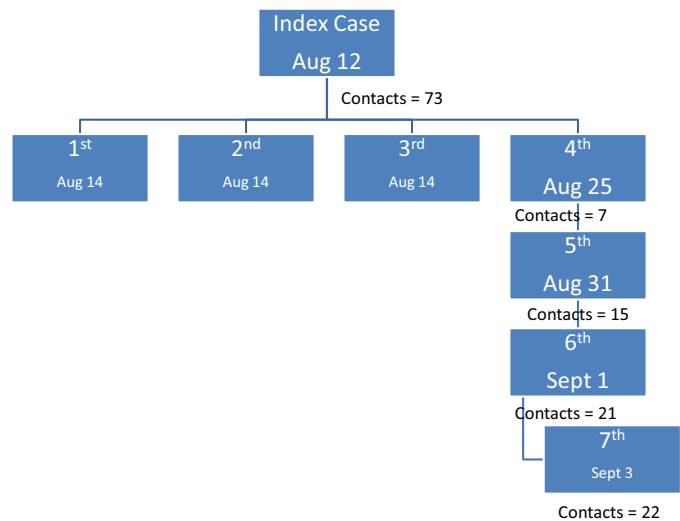 Index Case
Aug 12
Contacts = 73
1st
Aug 14
2nd
Aug 14
3rd
Aug 14
4th
Aug 25
Contacts = 7
5th
Aug 31
Contacts = 15
6th
Sept 1
Contacts = 21
7th
Sept 3
Contacts = 22